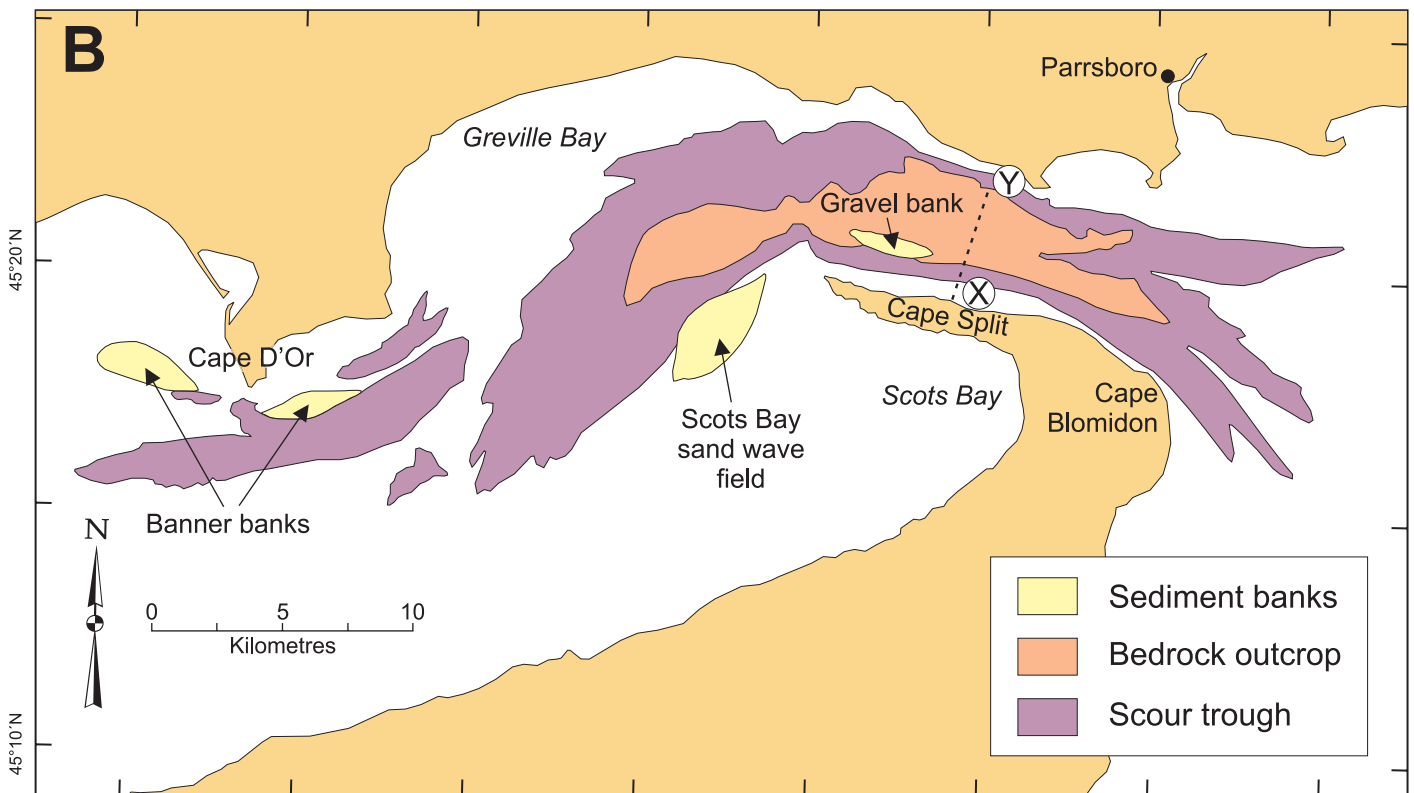 B
Parrsboro
Greville Bay
Y
Gravel bank
45°20´N
X
Cape Split
Cape D’Or
Scots Bay
Cape
Blomidon
Scots Bay
sand wave
field
Banner banks
N
0 5 10
Kilometres
Sediment banks
Bedrock outcrop
Scour trough
45°10´N